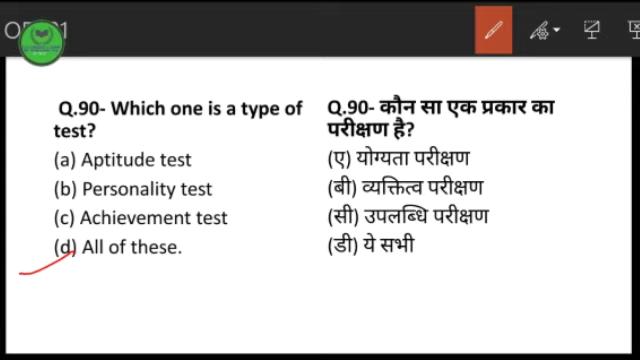 Q.90- Which one is a type of
test?
(a) Aptitude test
(b) Personality test
(c) Achievement test
(d) All of these.
Q.90- कौन सा एक प्रकार का
परीक्षण है?
(ए) योग्यता परीक्षण
(बी) व्यक्तित्व परीक्षण
(सी) उपलब्धि परीक्षण
(डी) ये सभी